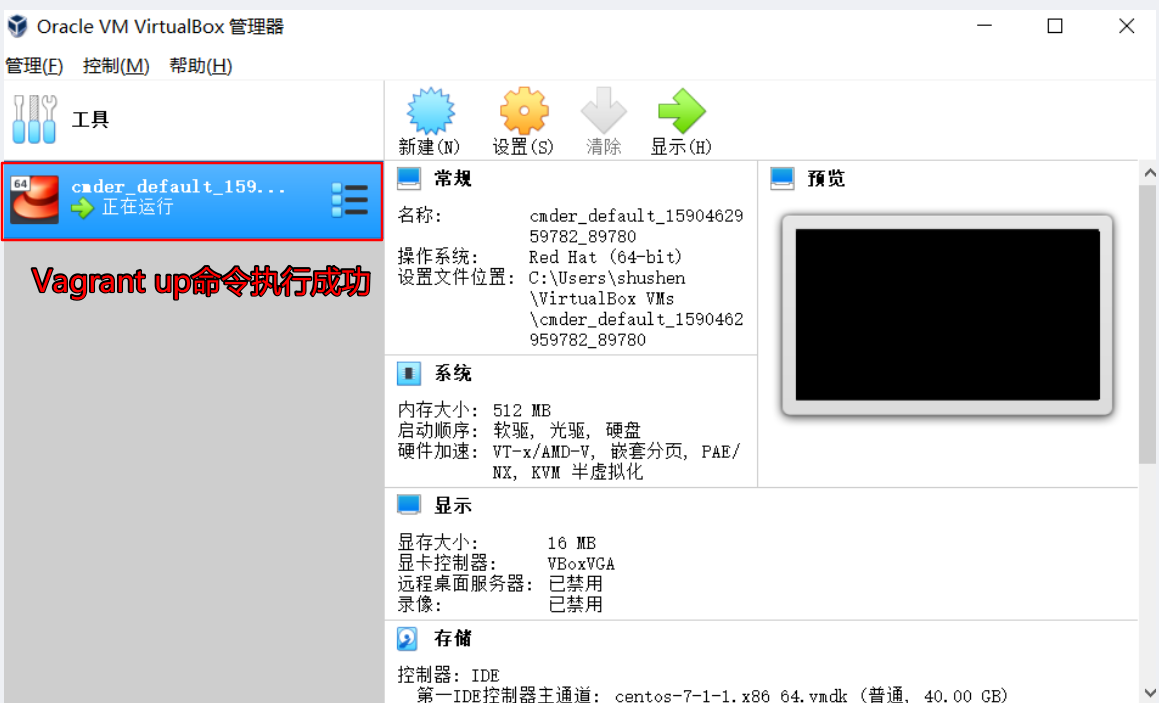 Oracle VM VirtualBox 管理器
管理(F) 控制(M) 帮助(H)
工具
新建(N) 设置(S) 清除 显示(H)
64
cmder_default_159...
正在运行
Vagrant up命令执行成功
常规
名称: cmder_default_15904629
59782_89780
操作系统: Red Hat (64-bit)
设置文件位置: C:\Users\shushen
\VirtualBox VMs
\cmder_default_1590462
959782_89780
预览
系统
内存大小: 512 MB
启动顺序: 软驱, 光驱, 硬盘
硬件加速: VT-x/AMD-V, 嵌套分页, PAE/
NX, KVM 半虚拟化
显示
显存大小: 16 MB
显卡控制器: VBoxVGA
远程桌面服务器: 已禁用
录像: 已禁用
存储
控制器: IDE
第一IDE控制器主通道: centos-7-1-1.x86_64.vmdk (普通, 40.00 GB)